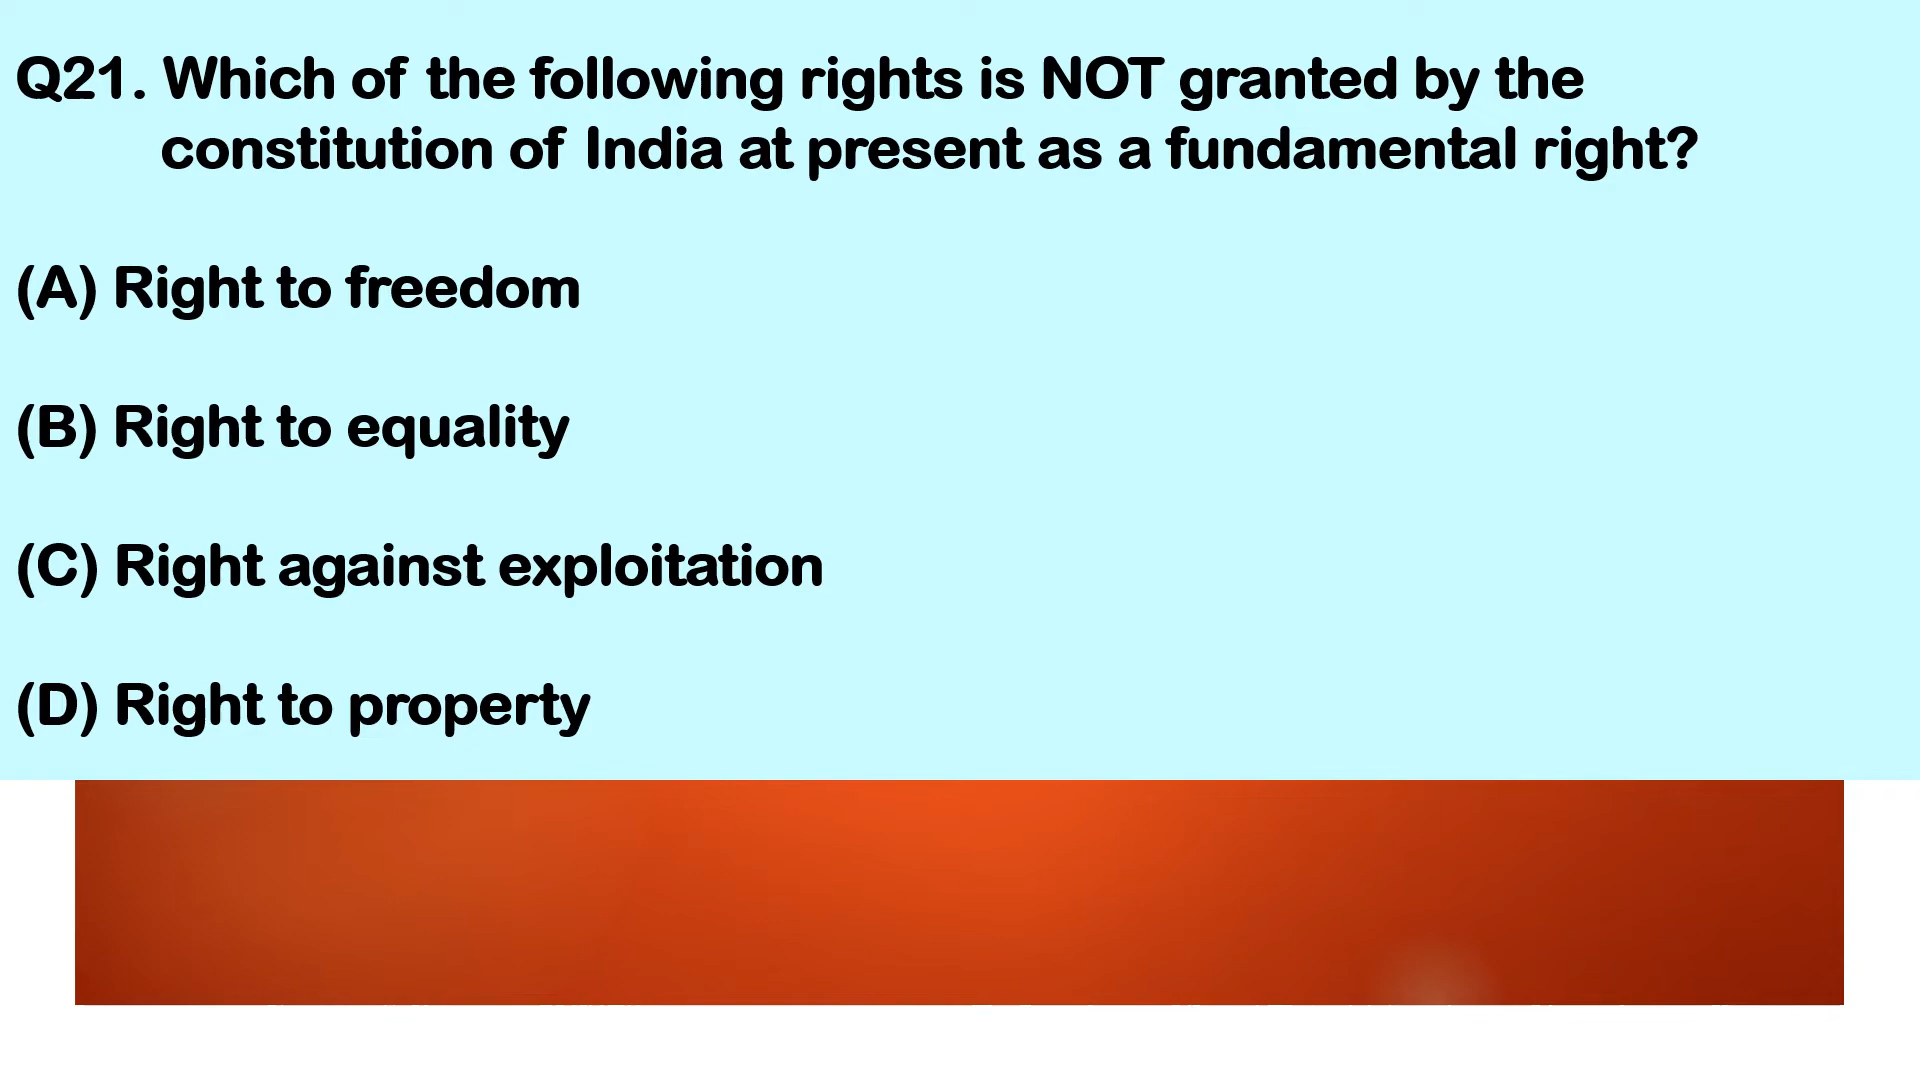 Q21. Which of the following rights is NOT granted by the
constitution of India at present as a fundamental right?
(A) Right to freedom
(B) Right to equality
(C) Right against exploitation
(D) Right to property